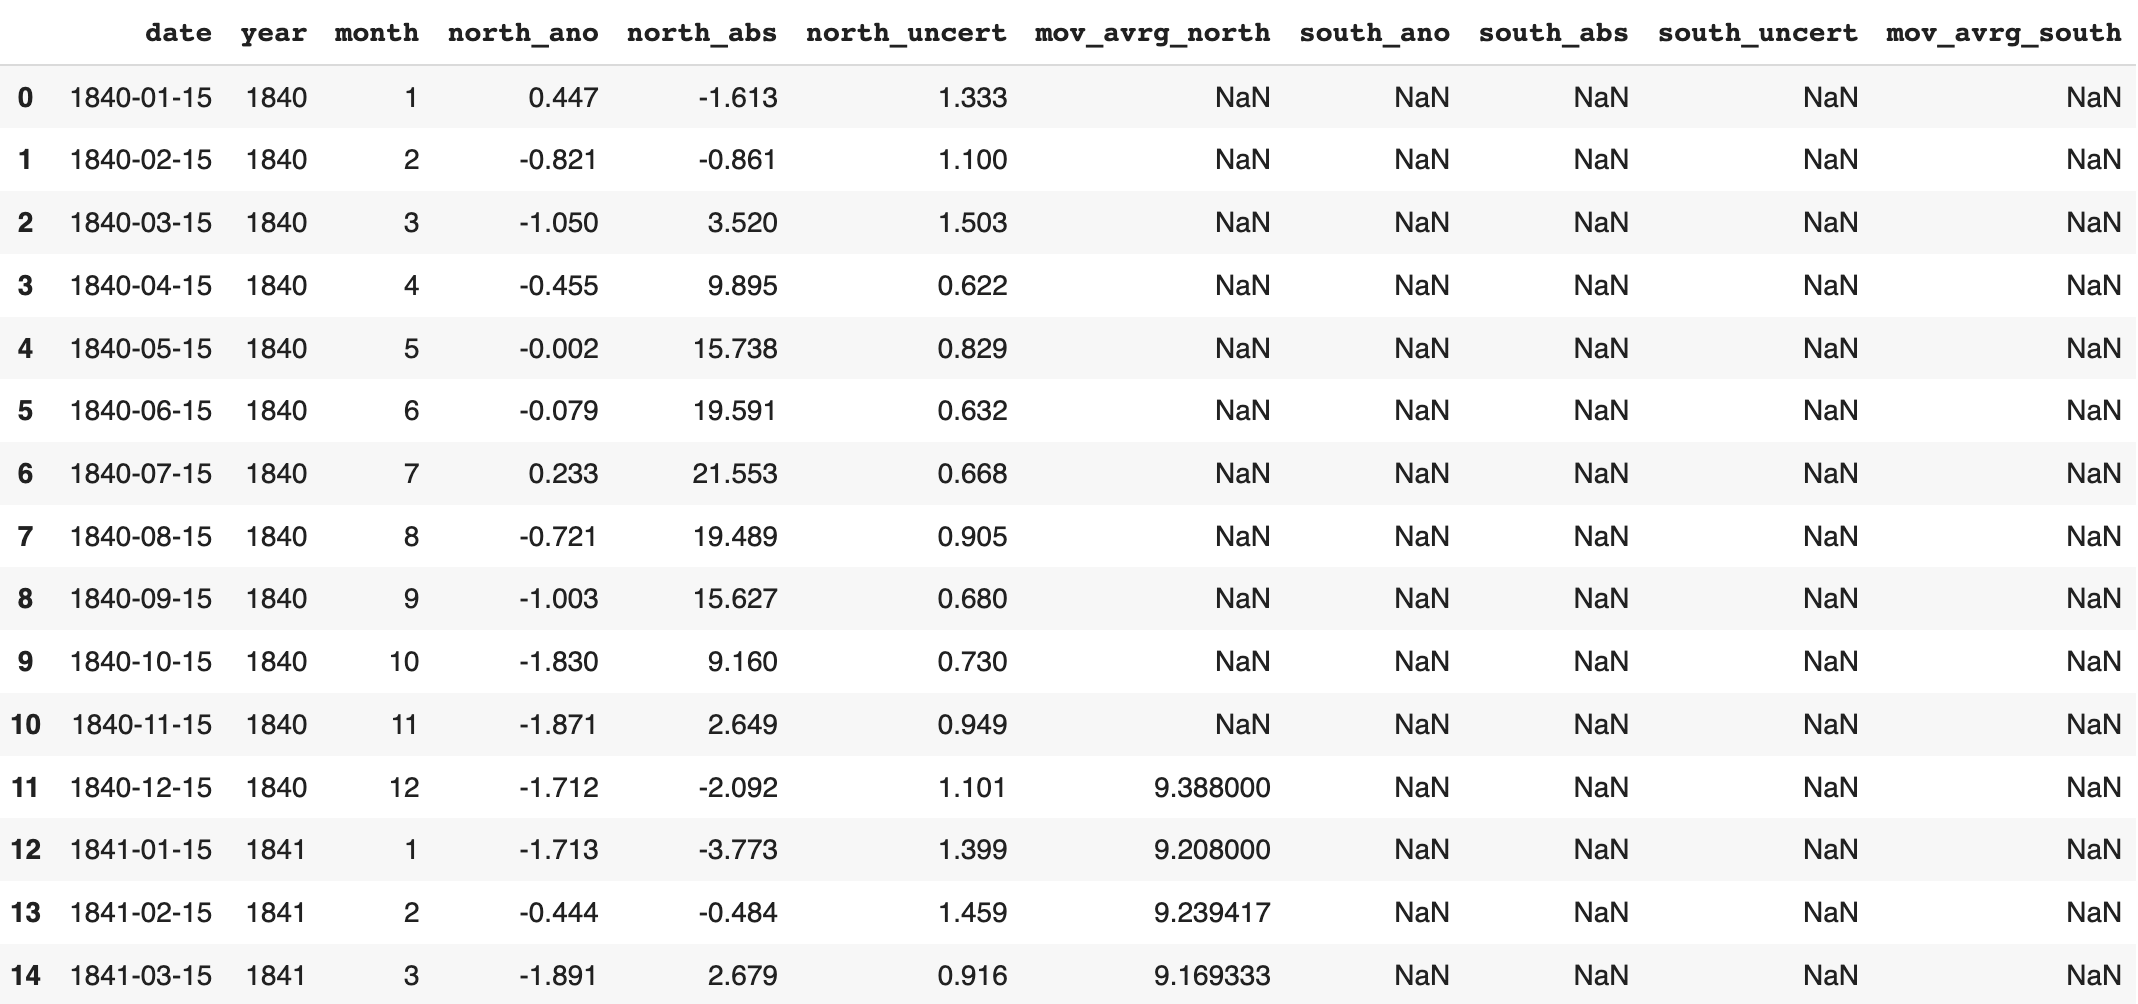 date year month north_ano north_abs north_uncert mov_avrg_north south_ano south_abs south_uncert mov_avrg_south
0 1840-01-15 1840 1 0.447 -1.613 1.333 NaN NaN NaN NaN NaN
1 1840-02-15 1840 2 -0.821 -0.861 1.100 NaN NaN NaN NaN NaN
2 1840-03-15 1840 3 -1.050 3.520 1.503 NaN NaN NaN NaN NaN
3 1840-04-15 1840 4 -0.455 9.895 0.622 NaN NaN NaN NaN NaN
4 1840-05-15 1840 5 -0.002 15.738 0.829 NaN NaN NaN NaN NaN
5 1840-06-15 1840 6 -0.079 19.591 0.632 NaN NaN NaN NaN NaN
6 1840-07-15 1840 7 0.233 21.553 0.668 NaN NaN NaN NaN NaN
7 1840-08-15 1840 8 -0.721 19.489 0.905 NaN NaN NaN NaN NaN
8 1840-09-15 1840 9 -1.003 15.627 0.680 NaN NaN NaN NaN NaN
9 1840-10-15 1840 10 -1.830 9.160 0.730 NaN NaN NaN NaN NaN
10 1840-11-15 1840 11 -1.871 2.649 0.949 NaN NaN NaN NaN NaN
11 1840-12-15 1840 12 -1.712 -2.092 1.101 9.388000 NaN NaN NaN NaN
12 1841-01-15 1841 1 -1.713 -3.773 1.399 9.208000 NaN NaN NaN NaN
13 1841-02-15 1841 2 -0.444 -0.484 1.459 9.239417 NaN NaN NaN NaN
14 1841-03-15 1841 3 -1.891 2.679 0.916 9.169333 NaN NaN NaN NaN